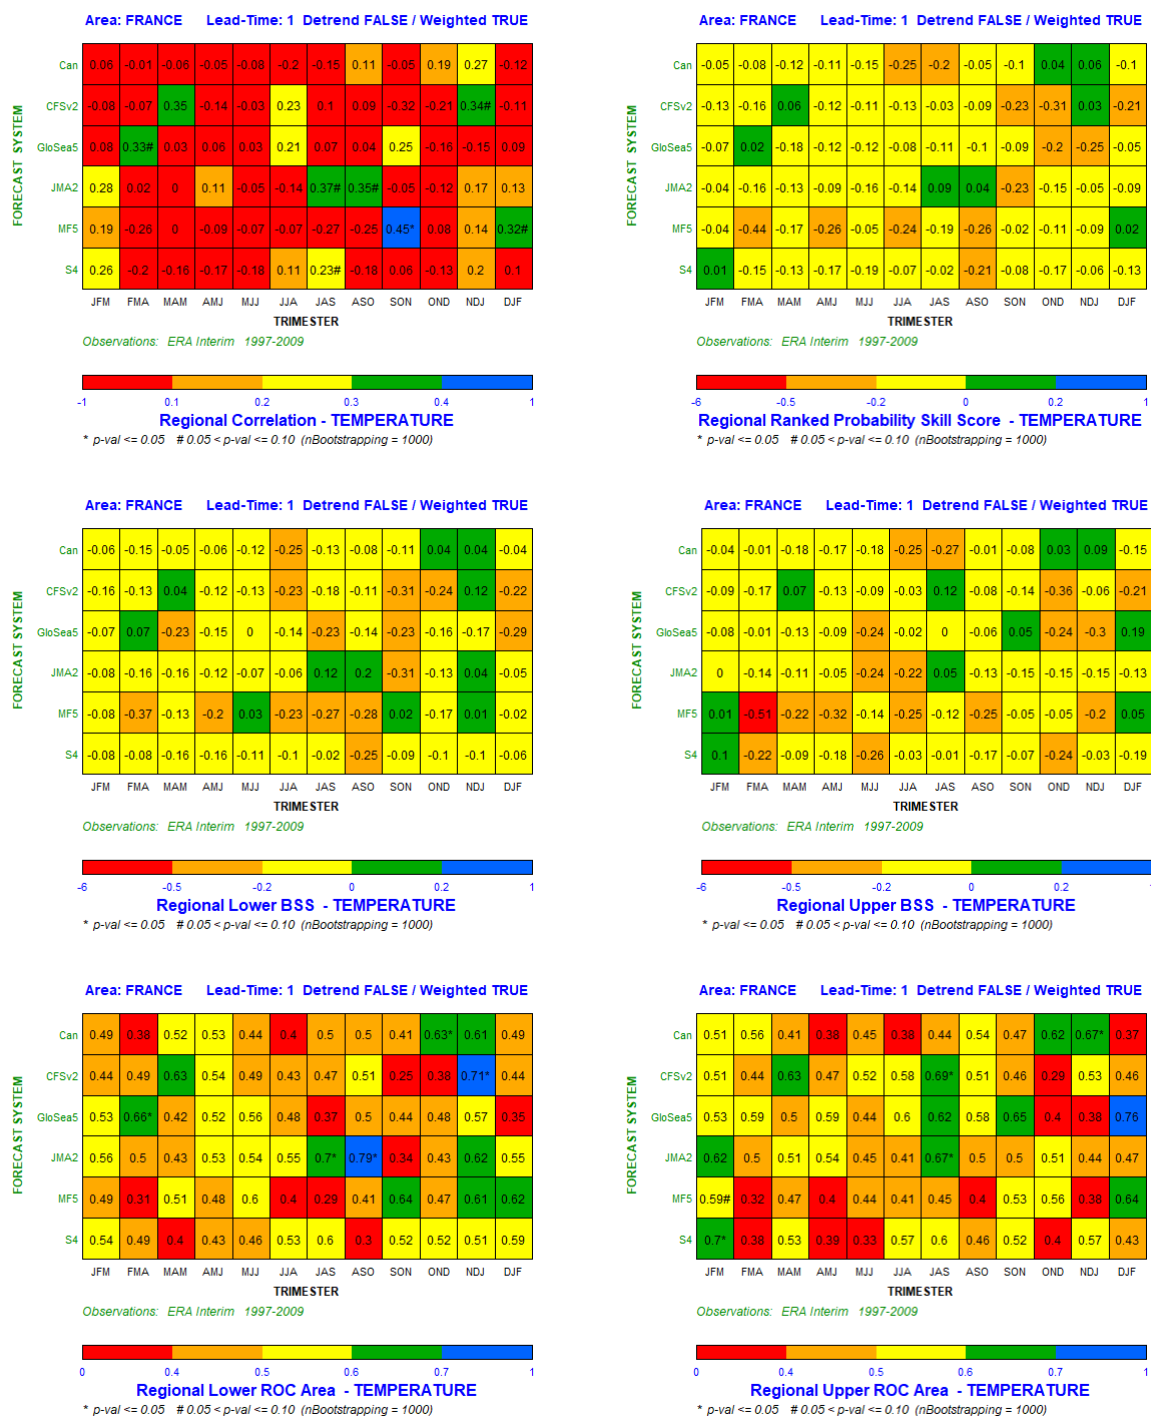 Area: FRANCE Lead-Time: 1 Detrend FALSE / Weighted TRUE
FORECAST SYSTEM
Can 0.06 -0.01 -0.06 -0.05 -0.08 -0.2 -0.15 0.11 -0.05 0.19 0.27 -0.12
CFSv2 -0.08 -0.07 0.35 -0.14 -0.03 0.23 0.1 0.09 -0.32 -0.21 0.34# -0.11
GloSea5 0.08 0.33# 0.03 0.06 0.03 0.21 0.07 0.04 0.25 -0.16 -0.15 0.09
JMA2 0.28 0.02 0 0.11 -0.05 -0.14 0.37# 0.35# -0.05 -0.12 0.17 0.13
MF5 0.19 -0.26 0 -0.09 -0.07 -0.07 -0.27 -0.25 0.45* 0.08 0.14 0.32#
S4 0.26 -0.2 -0.16 -0.17 -0.18 0.11 0.23# -0.18 0.06 -0.13 0.2 0.1
JFM FMA MAM AMJ MJJ JJA JAS ASO SON OND NDJ DJF
TRIMESTER
Observations: ERA Interim 1997-2009
-1 0.1 0.2 0.3 0.4 1
Regional Correlation - TEMPERATURE
* p-val <= 0.05 # 0.05 < p-val <= 0.10 (nBootstrapping = 1000)
Area: FRANCE Lead-Time: 1 Detrend FALSE / Weighted TRUE
FORECAST SYSTEM
Can -0.05 -0.08 -0.12 -0.11 -0.15 -0.25 -0.2 -0.05 -0.1 0.04 0.06 -0.1
CFSv2 -0.13 -0.16 0.06 -0.12 -0.11 -0.13 -0.03 -0.09 -0.23 -0.31 0.03 -0.21
GloSea5 -0.07 0.02 -0.18 -0.12 -0.12 -0.08 -0.11 -0.1 -0.09 -0.2 -0.25 -0.05
JMA2 -0.04 -0.16 -0.13 -0.09 -0.16 -0.14 0.09 0.04 -0.23 -0.15 -0.05 -0.09
MF5 -0.04 -0.44 -0.17 -0.26 -0.05 -0.24 -0.19 -0.26 -0.02 -0.11 -0.09 0.02
S4 0.01 -0.15 -0.13 -0.17 -0.19 -0.07 -0.02 -0.21 -0.08 -0.17 -0.06 -0.13
JFM FMA MAM AMJ MJJ JJA JAS ASO SON OND NDJ DJF
TRIMESTER
Observations: ERA Interim 1997-2009
-6 -0.5 -0.2 0 0.2 1
Regional Ranked Probability Skill Score - TEMPERATURE
* p-val <= 0.05 # 0.05 < p-val <= 0.10 (nBootstrapping = 1000)
Area: FRANCE Lead-Time: 1 Detrend FALSE / Weighted TRUE
FORECAST SYSTEM
Can -0.06 -0.15 -0.05 -0.06 -0.12 -0.25 -0.13 -0.08 -0.11 0.04 0.04 -0.04
CFSv2 -0.16 -0.13 0.04 -0.12 -0.13 -0.23 -0.18 -0.11 -0.31 -0.24 0.12 -0.22
GloSea5 -0.07 0.07 -0.23 -0.15 0 -0.14 -0.23 -0.14 -0.23 -0.16 -0.17 -0.29
JMA2 -0.08 -0.16 -0.16 -0.12 -0.07 -0.06 0.12 0.2 -0.31 -0.13 0.04 -0.05
MF5 -0.08 -0.37 -0.13 -0.2 0.03 -0.23 -0.27 -0.28 0.02 -0.17 0.01 -0.02
S4 -0.08 -0.08 -0.16 -0.16 -0.11 -0.1 -0.02 -0.25 -0.09 -0.1 -0.1 -0.06
JFM FMA MAM AMJ MJJ JJA JAS ASO SON OND NDJ DJF
TRIMESTER
Observations: ERA Interim 1997-2009
-6 -0.5 -0.2 0 0.2 1
Regional Lower BSS - TEMPERATURE
* p-val <= 0.05 # 0.05 < p-val <= 0.10 (nBootstrapping = 1000)
Area: FRANCE Lead-Time: 1 Detrend FALSE / Weighted TRUE
FORECAST SYSTEM
Can -0.04 -0.01 -0.18 -0.17 -0.18 -0.25 -0.27 -0.01 -0.08 0.03 0.09 -0.15
CFSv2 -0.09 -0.17 0.07 -0.13 -0.09 -0.03 0.12 -0.08 -0.14 -0.36 -0.06 -0.21
GloSea5 -0.08 -0.01 -0.13 -0.09 -0.24 -0.02 0 -0.06 0.05 -0.24 -0.3 0.19
JMA2 0 -0.14 -0.11 -0.08 -0.24 -0.22 0.05 -0.13 -0.15 -0.15 -0.15 -0.13
MF5 0.01 -0.51 -0.22 -0.32 -0.14 -0.25 -0.12 -0.25 -0.05 -0.05 -0.2 0.05
S4 0.1 -0.22 -0.09 -0.18 -0.26 -0.03 -0.01 -0.17 -0.07 -0.24 -0.03 -0.19
JFM FMA MAM AMJ MJJ JJA JAS ASO SON OND NDJ DJF
TRIMESTER
Observations: ERA Interim 1997-2009
-6 -0.5 -0.2 0 0.2 1
Regional Upper BSS - TEMPERATURE
* p-val <= 0.05 # 0.05 < p-val <= 0.10 (nBootstrapping = 1000)
Area: FRANCE Lead-Time: 1 Detrend FALSE / Weighted TRUE
FORECAST SYSTEM
Can 0.49 0.38 0.52 0.53 0.44 0.4 0.5 0.5 0.41 0.63* 0.61 0.49
CFSv2 0.44 0.49 0.63 0.54 0.49 0.43 0.47 0.51 0.25 0.38 0.71* 0.44
GloSea5 0.53 0.66* 0.42 0.52 0.56 0.48 0.37 0.5 0.44 0.48 0.57 0.35
JMA2 0.56 0.5 0.43 0.53 0.54 0.55 0.7* 0.79* 0.34 0.43 0.62 0.55
MF5 0.49 0.31 0.51 0.48 0.6 0.4 0.29 0.41 0.64 0.47 0.61 0.62
S4 0.54 0.49 0.4 0.43 0.46 0.53 0.6 0.3 0.52 0.52 0.51 0.59
JFM FMA MAM AMJ MJJ JJA JAS ASO SON OND NDJ DJF
TRIMESTER
Observations: ERA Interim 1997-2009
0 0.4 0.5 0.6 0.7 1
Regional Lower ROC Area - TEMPERATURE
* p-val <= 0.05 # 0.05 < p-val <= 0.10 (nBootstrapping = 1000)
Area: FRANCE Lead-Time: 1 Detrend FALSE / Weighted TRUE
FORECAST SYSTEM
Can 0.51 0.56 0.41 0.38 0.45 0.38 0.44 0.54 0.47 0.62 0.67* 0.37
CFSv2 0.51 0.44 0.63 0.47 0.52 0.58 0.69* 0.51 0.46 0.29 0.53 0.46
GloSea5 0.53 0.59 0.5 0.59 0.44 0.6 0.62 0.58 0.65 0.4 0.38 0.76
JMA2 0.62 0.5 0.51 0.54 0.45 0.41 0.67* 0.5 0.5 0.51 0.44 0.47
MF5 0.59# 0.32 0.47 0.4 0.44 0.41 0.45 0.4 0.53 0.56 0.38 0.64
S4 0.7* 0.38 0.53 0.39 0.33 0.57 0.6 0.46 0.52 0.4 0.57 0.43
JFM FMA MAM AMJ MJJ JJA JAS ASO SON OND NDJ DJF
TRIMESTER
Observations: ERA Interim 1997-2009
0 0.4 0.5 0.6 0.7 1
Regional Upper ROC Area - TEMPERATURE
* p-val <= 0.05 # 0.05 < p-val <= 0.10 (nBootstrapping = 1000)